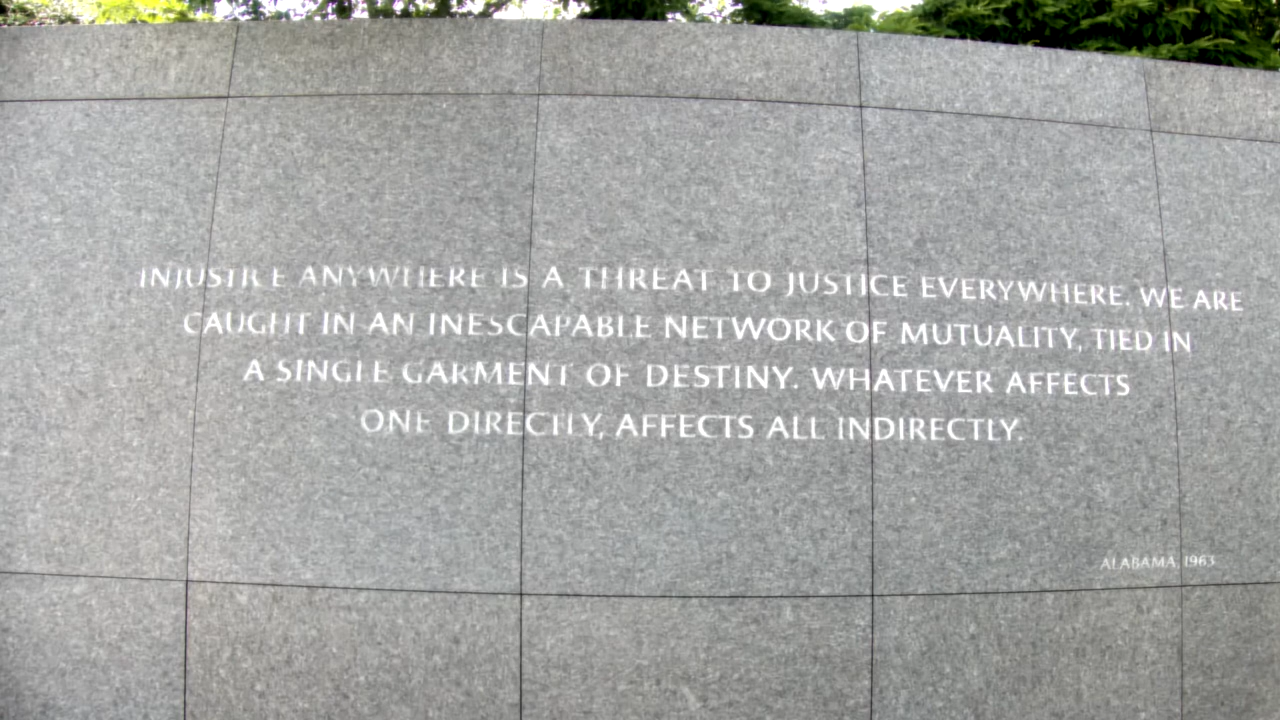 INJUSTICE ANYWHERE IS A THREAT TO JUSTICE EVERYWHERE. WE ARE
CAUGHT IN AN INESCAPABLE NETWORK OF MUTUALITY, TIED IN
A SINGLE GARMENT OF DESTINY. WHATEVER AFFECTS
ONE DIRECTLY, AFFECTS ALL INDIRECTLY.
ALABAMA, 1963